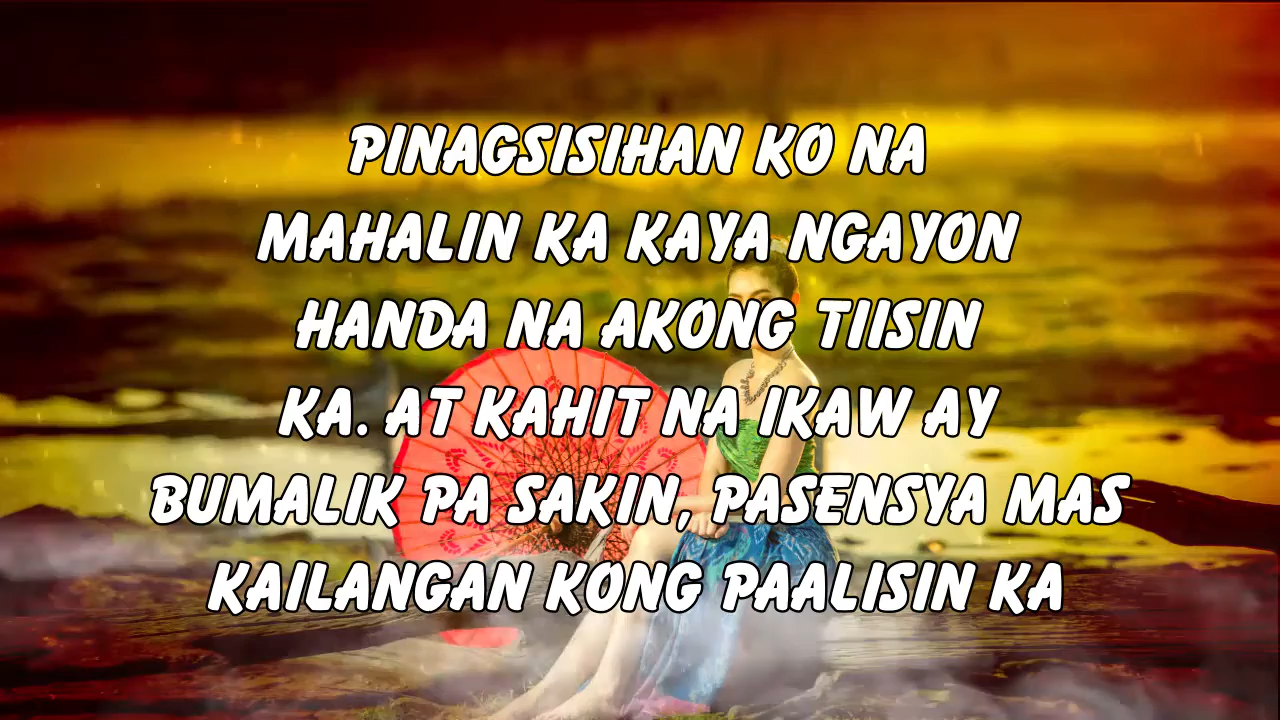 PINAGSISIHAN KO NA
MAHALIN KA KAYA NGAYON
HANDA NA AKONG TIISIN
KA. AT KAHIT NA IKAW AY
BUMALIK PA SAKIN, PASENSYA MAS
KAILANGAN KONG PAALISIN KA